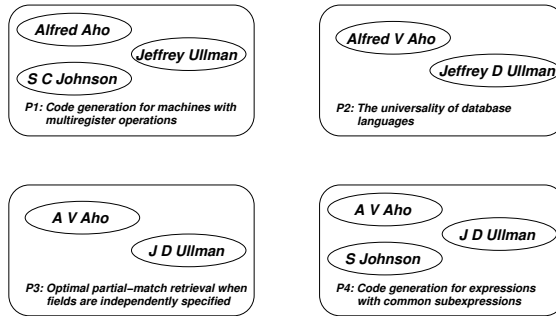 Alfred Aho
Jeffrey Ullman
S C Johnson
P1: Code generation for machines with
multiregister operations
Alfred V Aho
Jeffrey D Ullman
P2: The universality of database
languages
A V Aho
J D Ullman
P3: Optimal partial−match retrieval when
fields are independently specified
A V Aho
J D Ullman
S Johnson
P4: Code generation for expressions
with common subexpressions